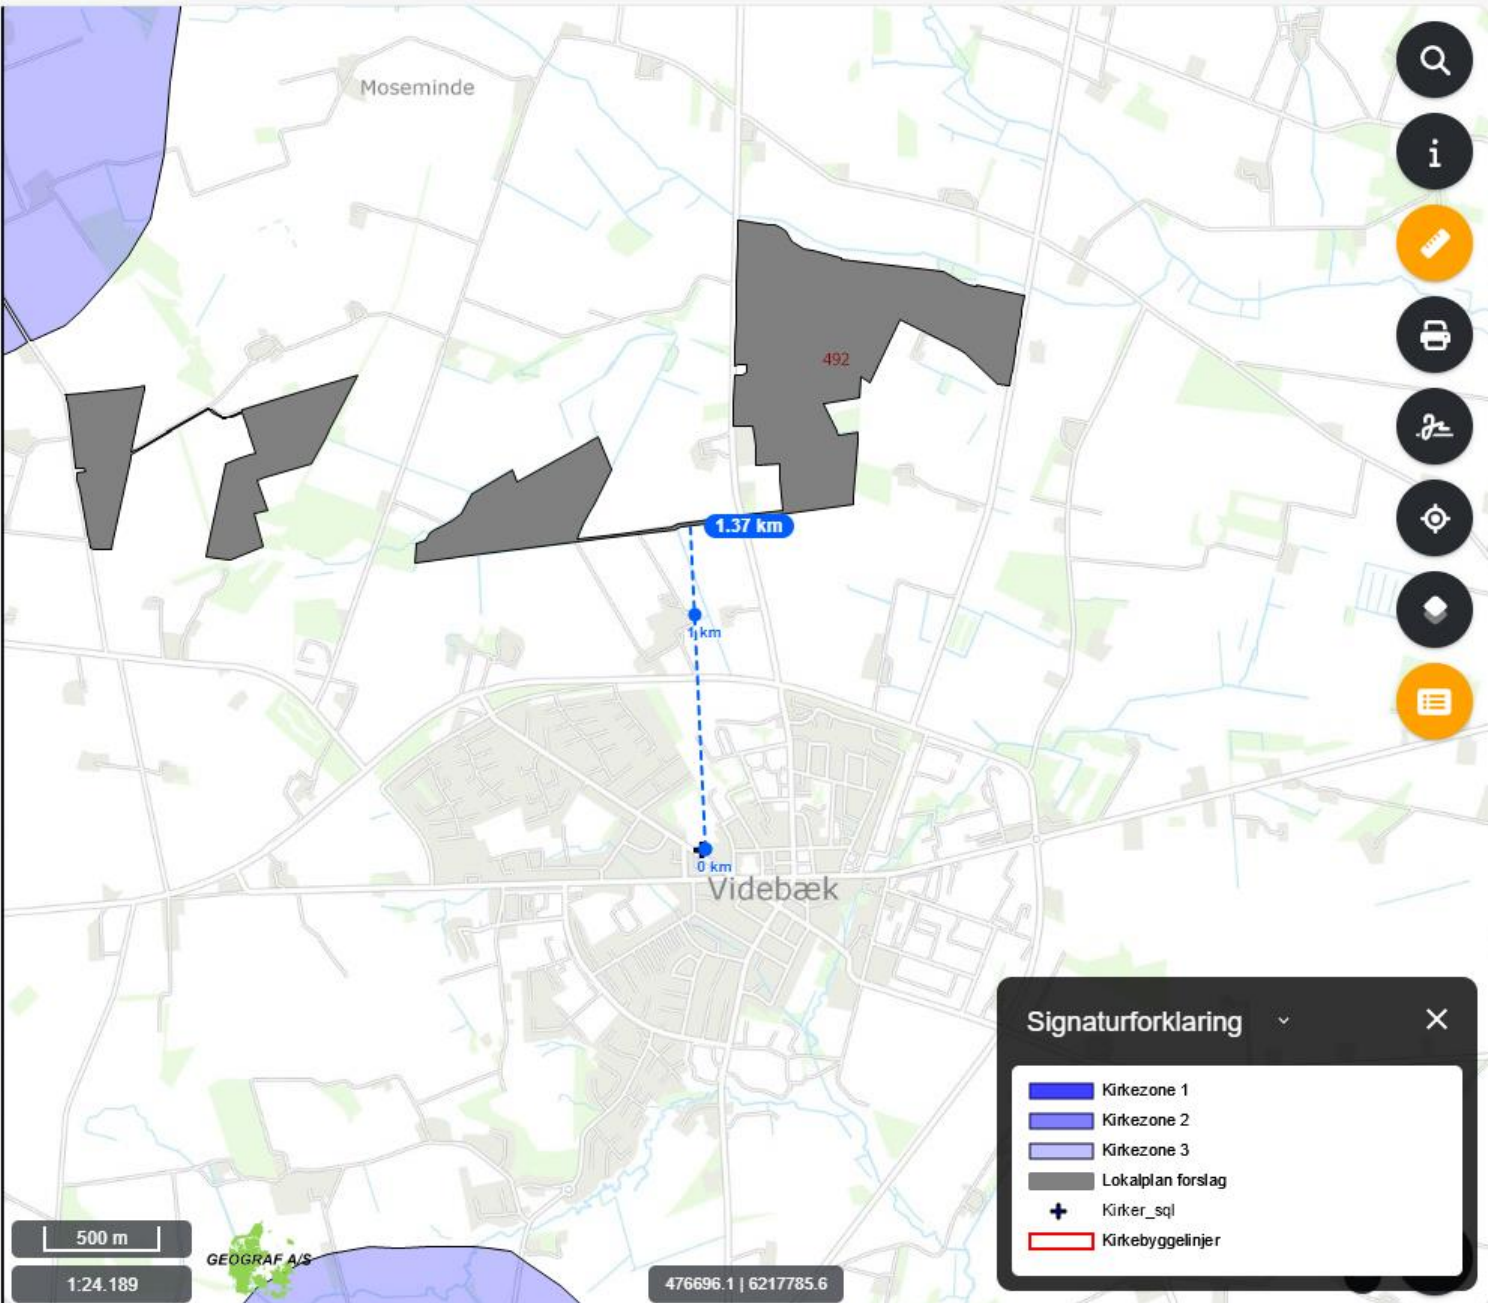 Moseminde
492
1.37 km
1 km
0 km
Videbæk
Signaturforklaring
Kirkezone 1
Kirkezone 2
Kirkezone 3
Lokalplan forslag
Kirker_sql
Kirkebyggelinjer
500 m
GEOGRAF A/S
1:24.189
476696.1 | 6217785.6